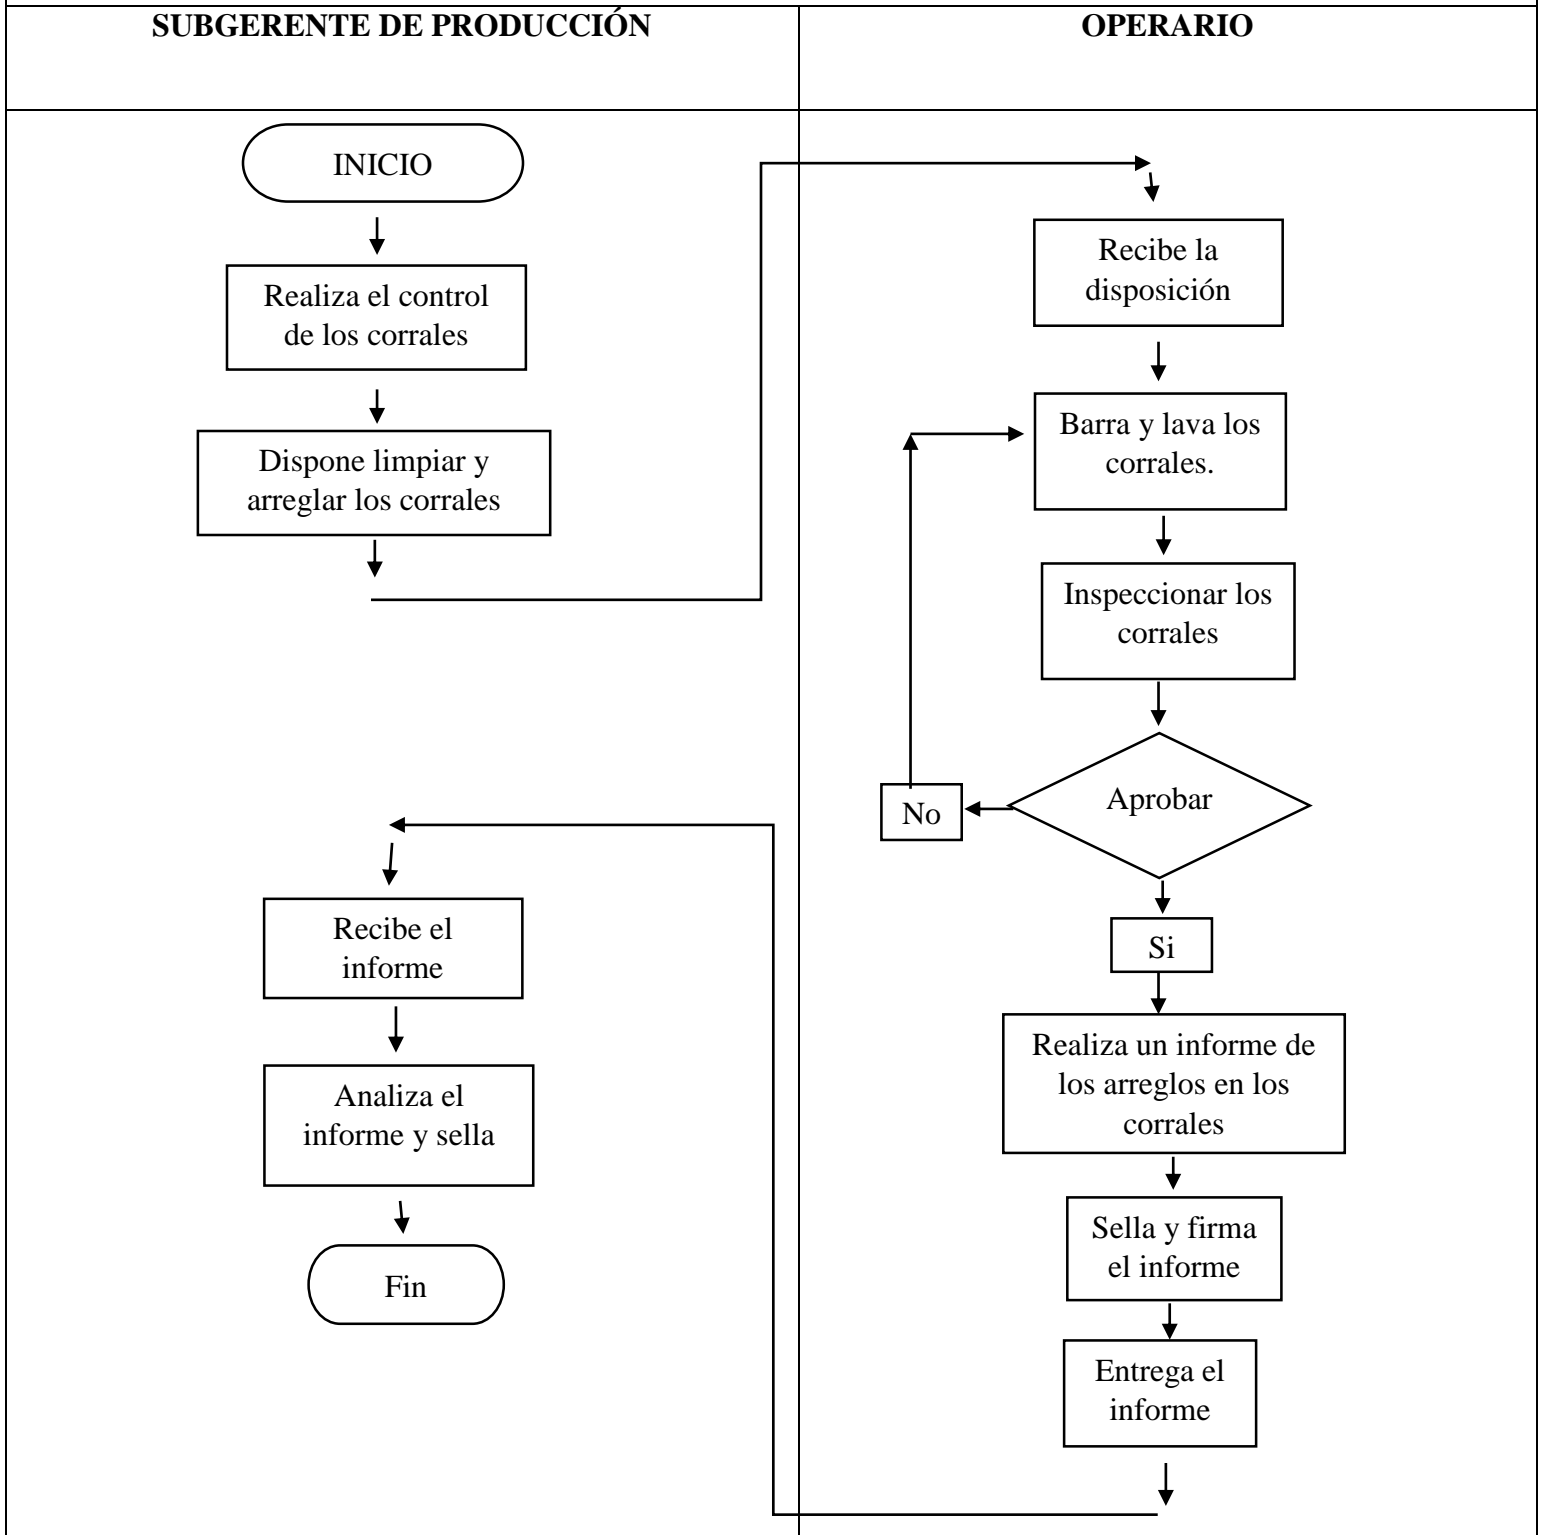 SUBGERENTE DE PRODUCCIÓN
OPERARIO
INICIO
Realiza el control
de los corrales
Dispone limpiar y
arreglar los corrales
Recibe la
disposición
Barra y lava los
corrales.
Inspeccionar los
corrales
Aprobar
No
Si
Realiza un informe de
los arreglos en los
corrales
Sella y firma
el informe
Entrega el
informe
Recibe el
informe
Analiza el
informe y sella
Fin